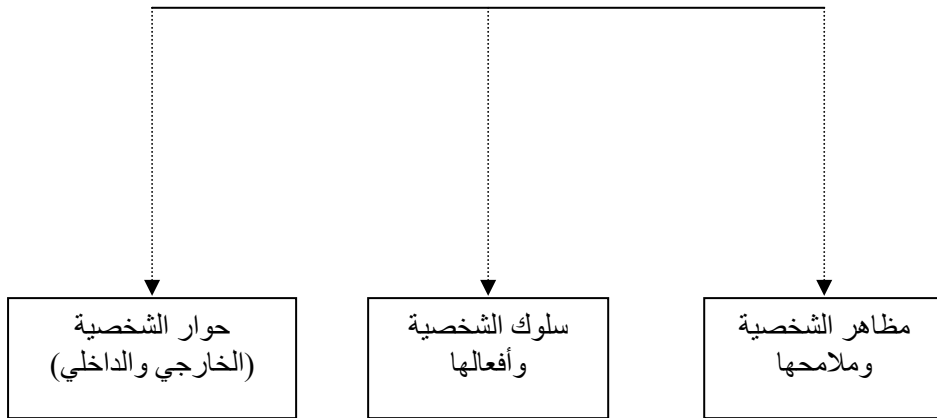 مظاهر الشخصية
وملامحها
سلوك الشخصية
وأفعالها
حوار الشخصية
(الخارجي والداخلي)